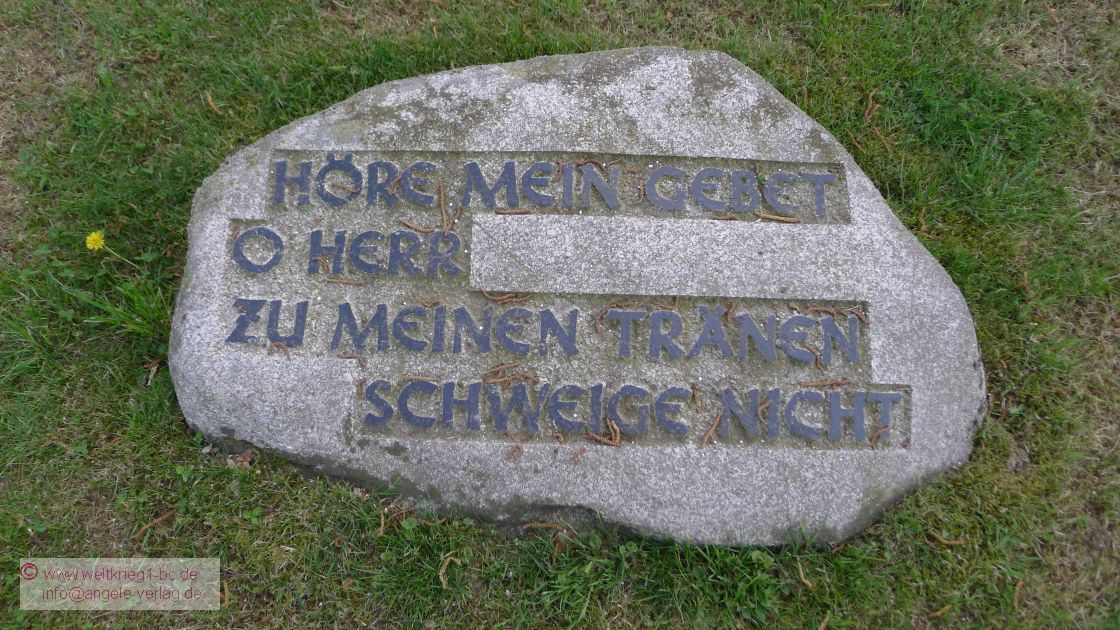 HÖRE MEIN GEBET
O HERR
ZU MEINEN TRÄNEN
SCHWEIGE NICHT
© www.weltkrieg1-bc.de
info@angele-verlag.de